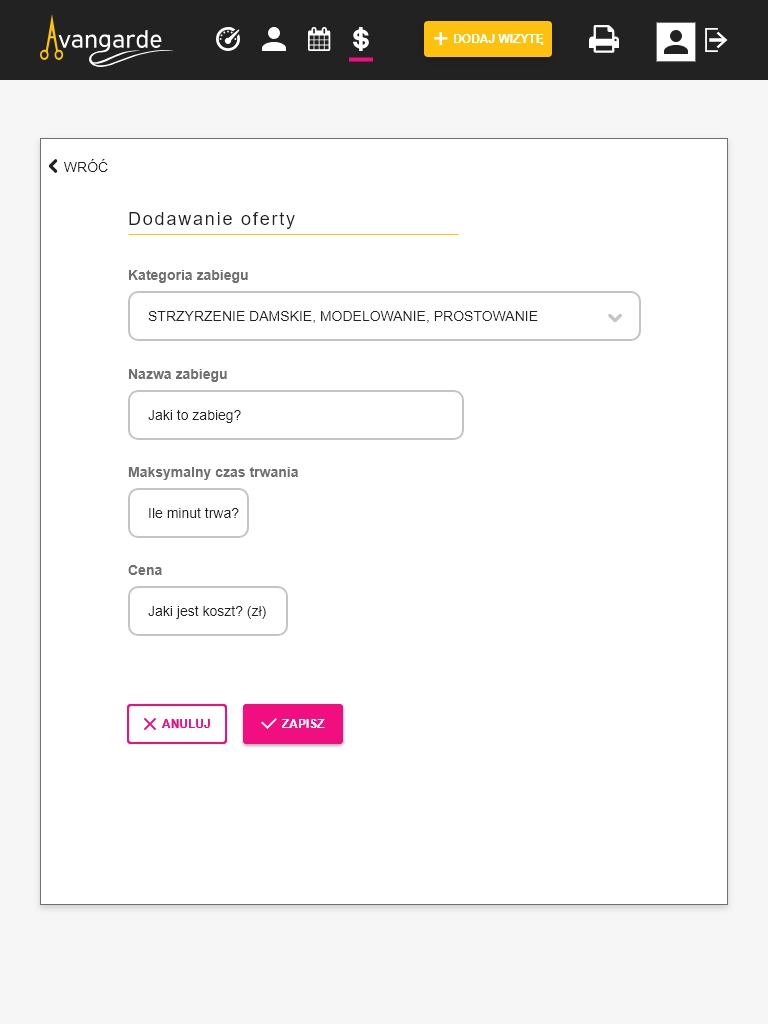 Avangarde
DODAJ WIZYTĘ
WRÓĆ
Dodawanie oferty
Kategoria zabiegu
STRZYRZENIE DAMSKIE, MODELOWANIE, PROSTOWANIE
Nazwa zabiegu
Jaki to zabieg?
Maksymalny czas trwania
Ile minut trwa?
Cena
Jaki jest koszt? (zł)
ANULUJ
ZAPISZ